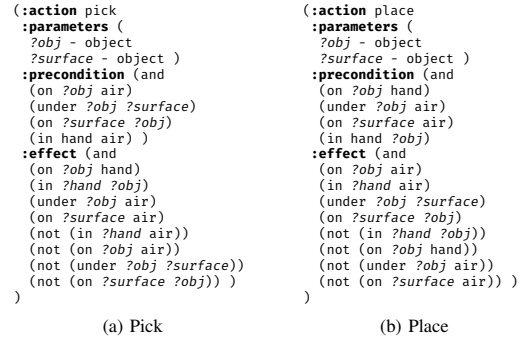 (:action pick
:parameters (
?obj - object
?surface - object )
:precondition (and
(on ?obj air)
(under ?obj ?surface)
(on ?surface ?obj)
(in hand air) )
:effect (and
(on ?obj hand)
(in ?hand ?obj)
(under ?obj air)
(on ?surface air)
(not (in ?hand air))
(not (on ?obj air))
(not (under ?obj ?surface))
(not (on ?surface ?obj)) )
)
(a) Pick
(:action place
:parameters (
?obj - object
?surface - object )
:precondition (and
(on ?obj hand)
(under ?obj air)
(on ?surface air)
(in hand ?obj)
:effect (and
(on ?obj air)
(in ?hand air)
(under ?obj ?surface)
(on ?surface ?obj)
(not (in ?hand ?obj))
(not (on ?obj hand))
(not (under ?obj air))
(not (on ?surface air)) )
)
(b) Place